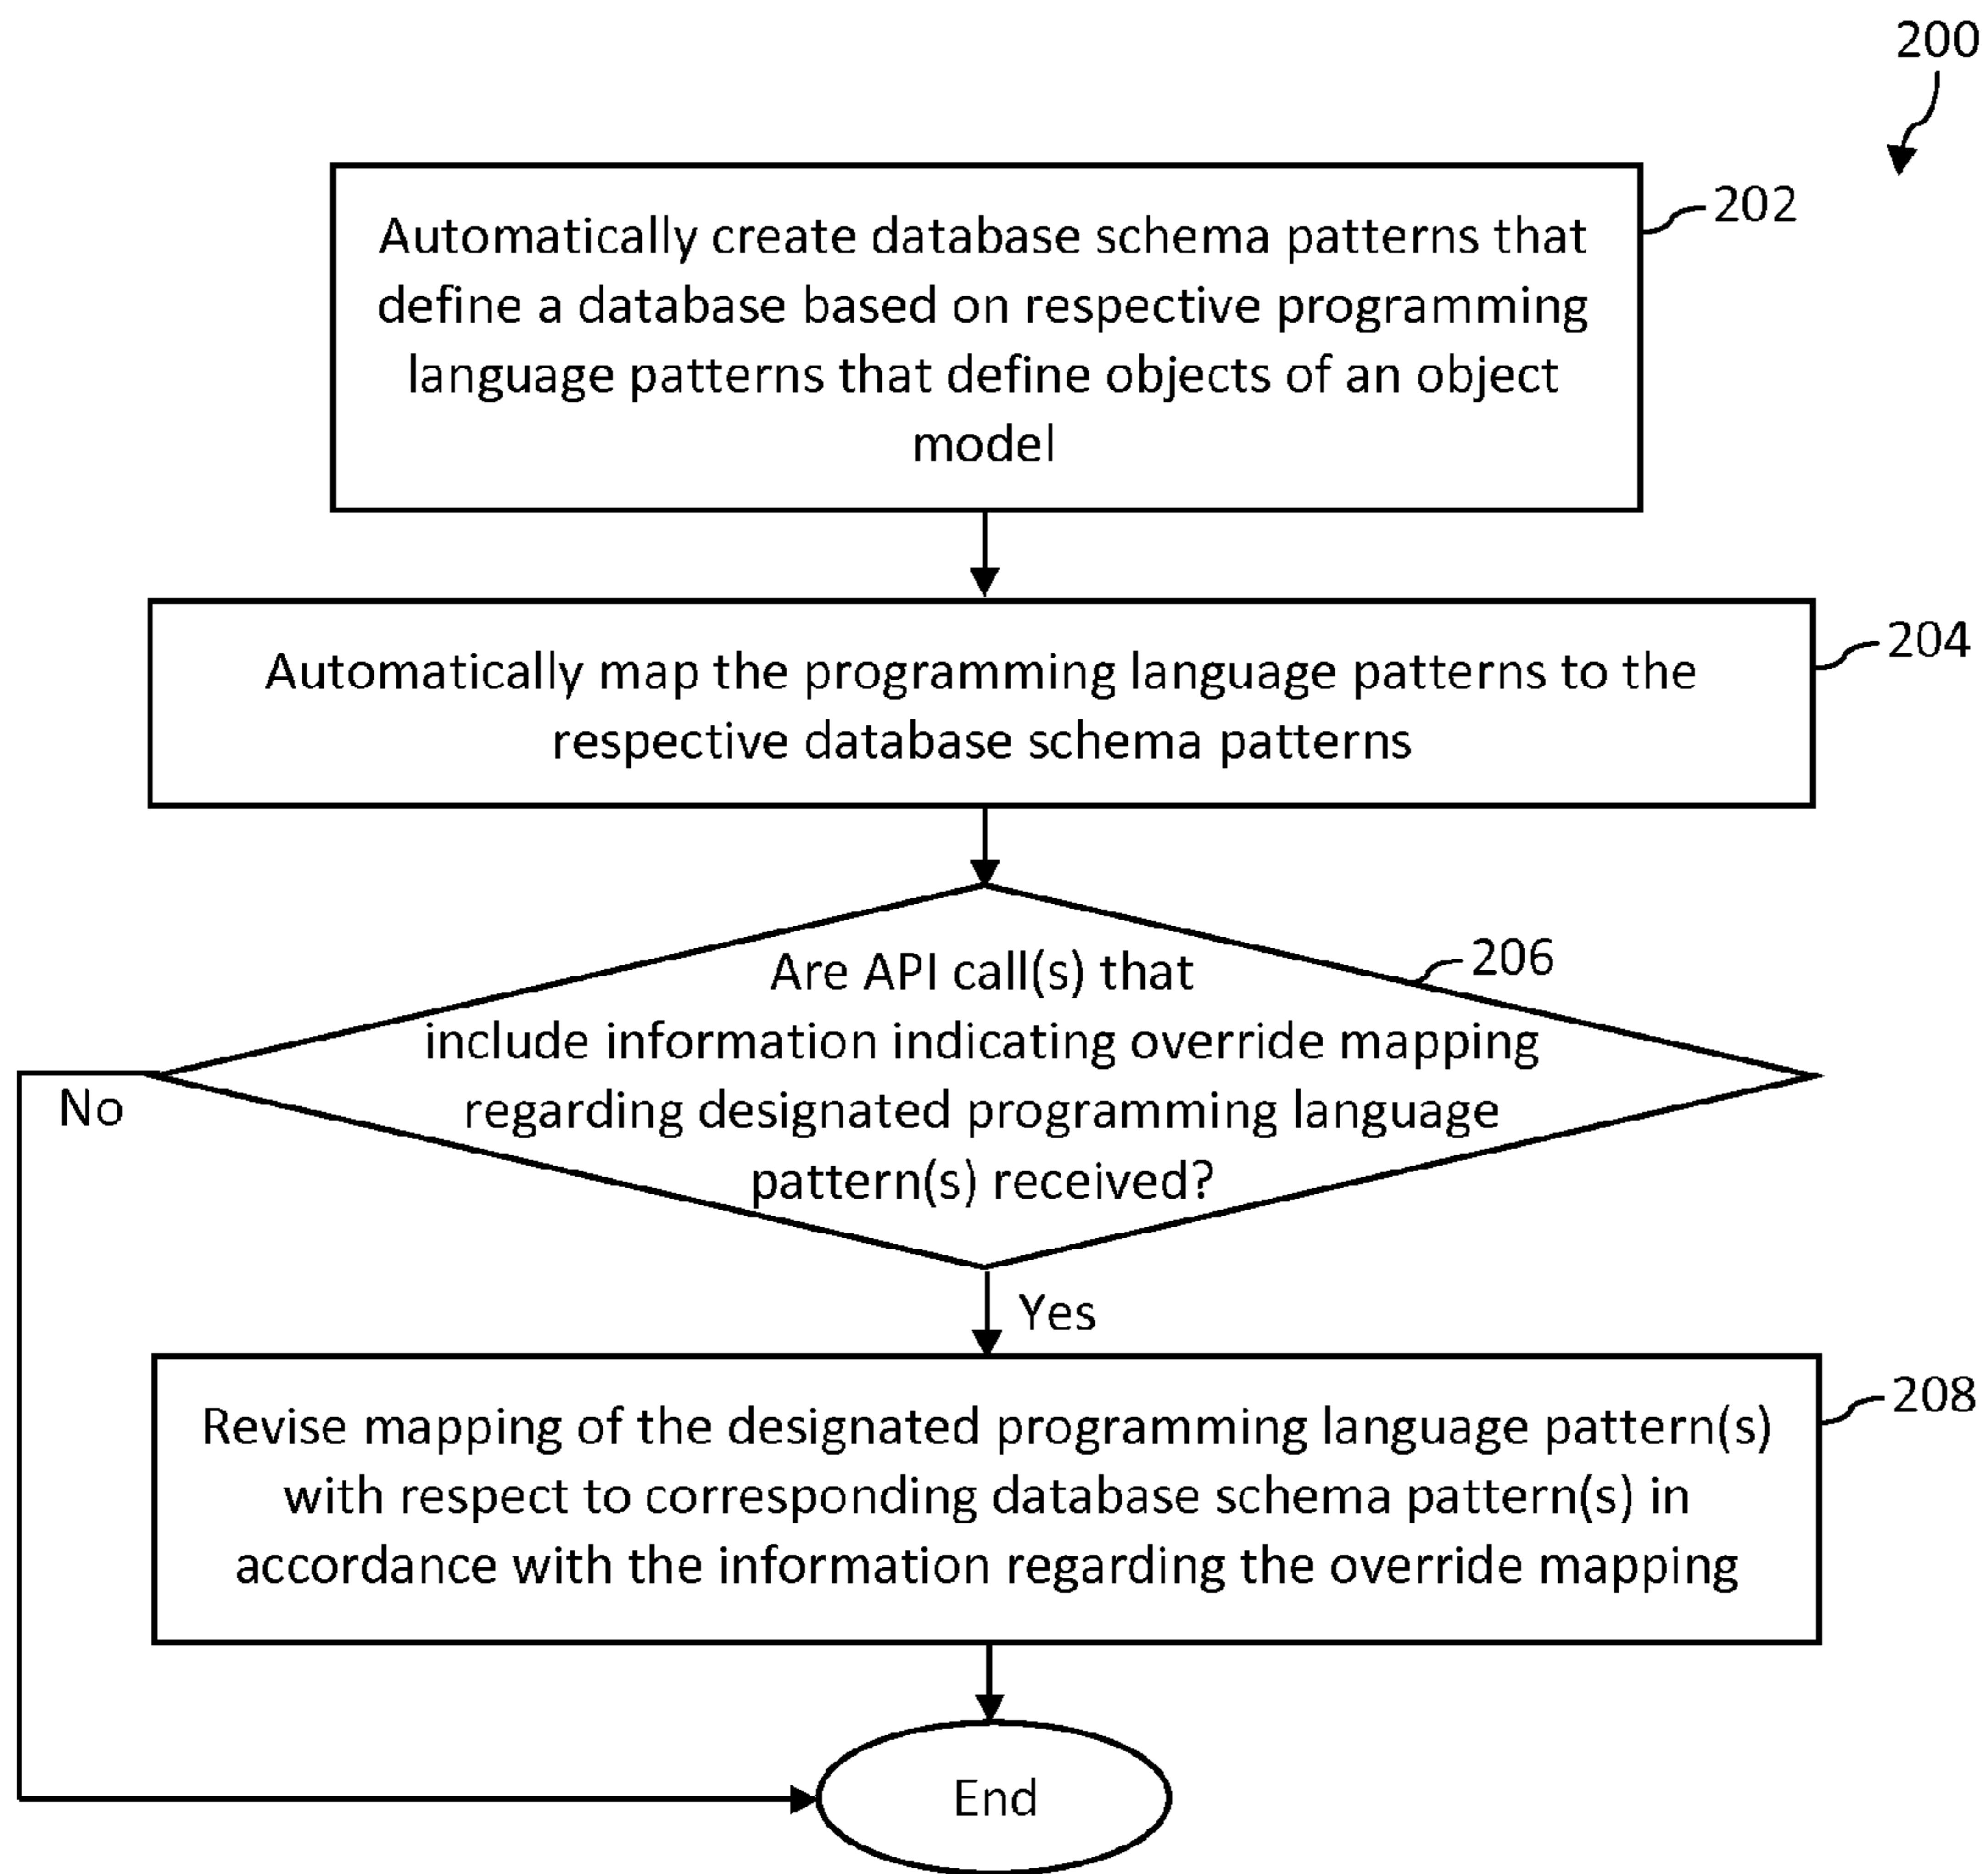 200
Automatically create database schema patterns that
define a database based on respective programming
language patterns that define objects of an object
model
202
Automatically map the programming language patterns to the
respective database schema patterns
204
Are API call(s) that
include information indicating override mapping
regarding designated programming language
pattern(s) received?
206
No
Yes
Revise mapping of the designated programming language pattern(s)
with respect to corresponding database schema pattern(s) in
accordance with the information regarding the override mapping
208
End